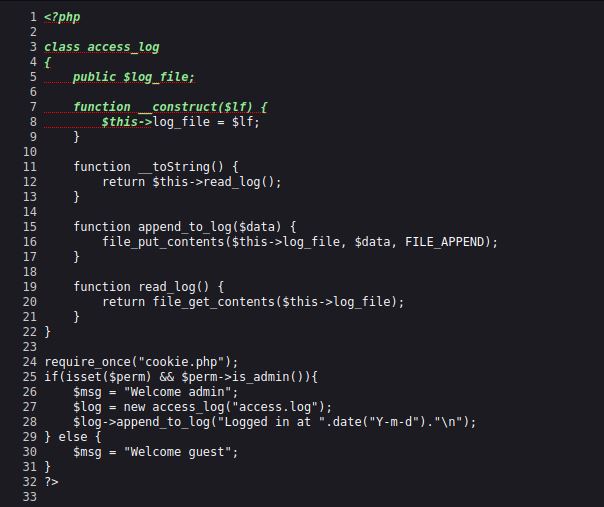 1 <?php
2
3 class access_log
4 {
5     public $log_file;
6
7     function __construct($lf) {
8         $this->log_file = $lf;
9     }
10
11     function __toString() {
12         return $this->read_log();
13     }
14
15     function append_to_log($data) {
16         file_put_contents($this->log_file, $data, FILE_APPEND);
17     }
18
19     function read_log() {
20         return file_get_contents($this->log_file);
21     }
22 }
23
24 require_once("cookie.php");
25 if(isset($perm) && $perm->is_admin()){
26     $msg = "Welcome admin";
27     $log = new access_log("access.log");
28     $log->append_to_log("Logged in at ".date("Y-m-d")."\n");
29 } else {
30     $msg = "Welcome guest";
31 }
32 ?>
33